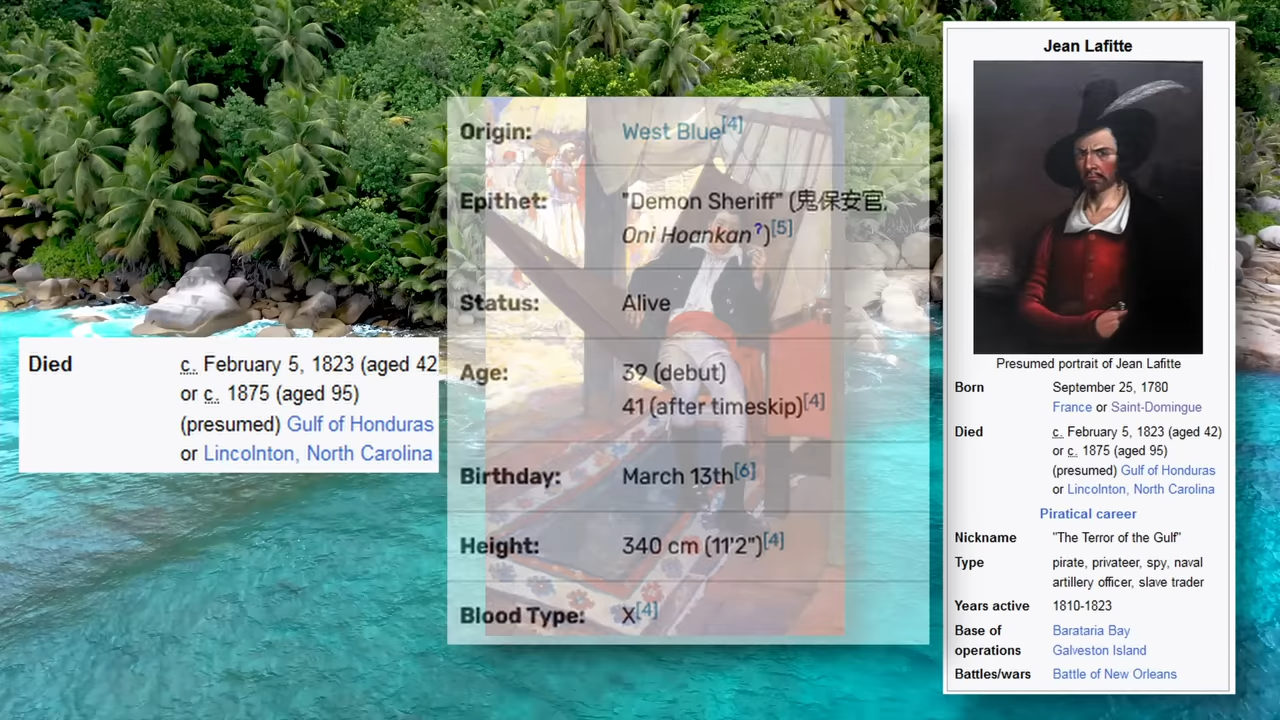 Died
c. February 5, 1823 (aged 42
or c. 1875 (aged 95)
(presumed) Gulf of Honduras
or Lincolnton, North Carolina
Origin: West Blue[4]
Epithet: "Demon Sheriff" (鬼保安官,
Oni Hoankan?)[5]
Status: Alive
Age: 39 (debut)
41 (after timeskip)[4]
Birthday: March 13th[6]
Height: 340 cm (11'2")[4]
Blood Type: X[4]
Jean Lafitte
Presumed portrait of Jean Lafitte
Born September 25, 1780
France or Saint-Domingue
Died c. February 5, 1823 (aged 42)
or c. 1875 (aged 95)
(presumed) Gulf of Honduras
or Lincolnton, North Carolina
Piratical career
Nickname "The Terror of the Gulf"
Type pirate, privateer, spy, naval
artillery officer, slave trader
Years active 1810-1823
Base of Barataria Bay
operations Galveston Island
Battles/wars Battle of New Orleans